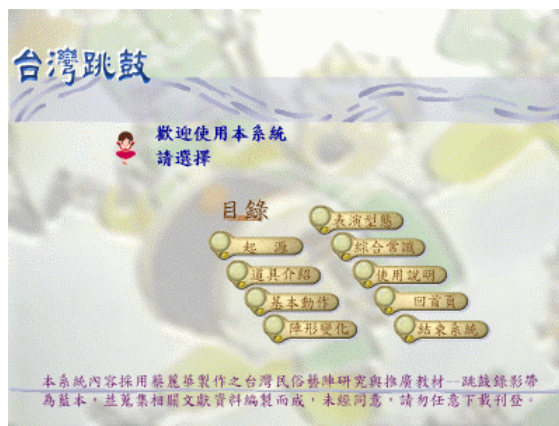 台灣跳鼓
歡迎使用本系統
請選擇
目錄
起源
道具介紹
基本動作
陣形變化
表演型態
綜合常識
使用說明
回首頁
結束系統
本系統內容採用蔡麗華製作之台灣民俗藝陣研究與推廣教材--跳鼓錄影帶
為藍本，並蒐集相關文獻資料編製而成，未經同意，請勿任意下載刊登。